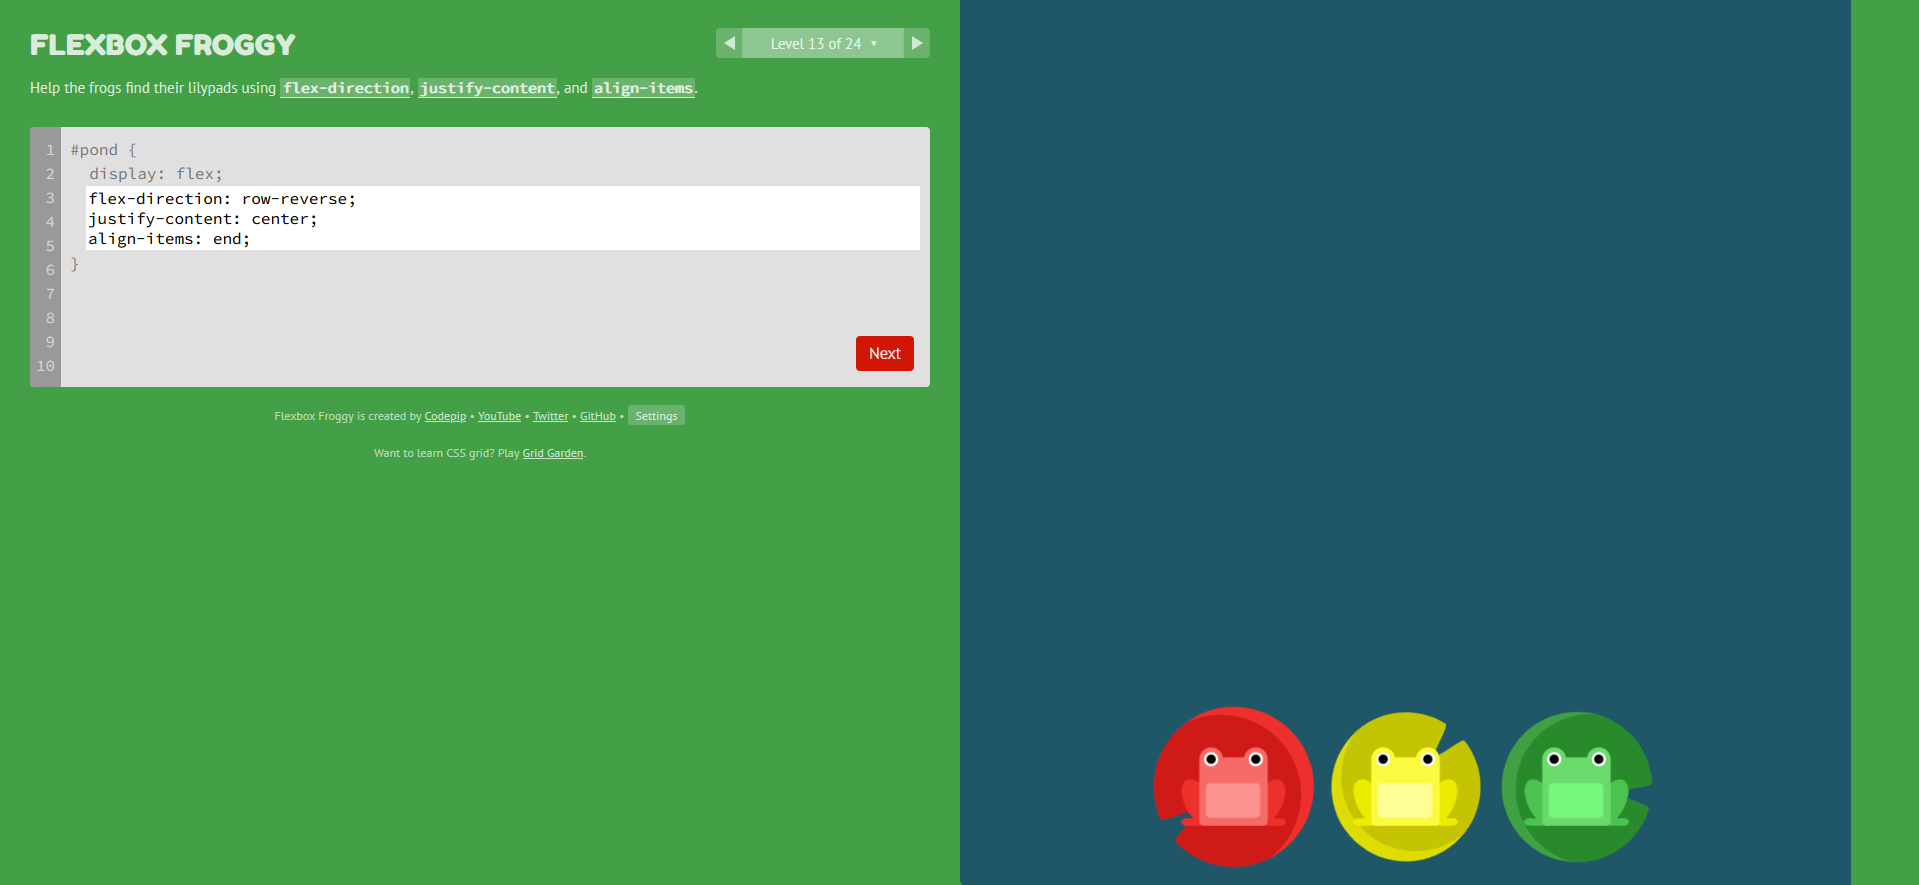 FLEXBOX FROGGY
◀ Level 13 of 24 ▼ ▶
Help the frogs find their lilypads using flex-direction, justify-content, and align-items.
1 #pond {
2 display: flex;
3 flex-direction: row-reverse;
4 justify-content: center;
5 align-items: end;
6 }
7
8
9
10
Next
Flexbox Froggy is created by Codepip • YouTube • Twitter • GitHub • Settings
Want to learn CSS grid? Play Grid Garden.